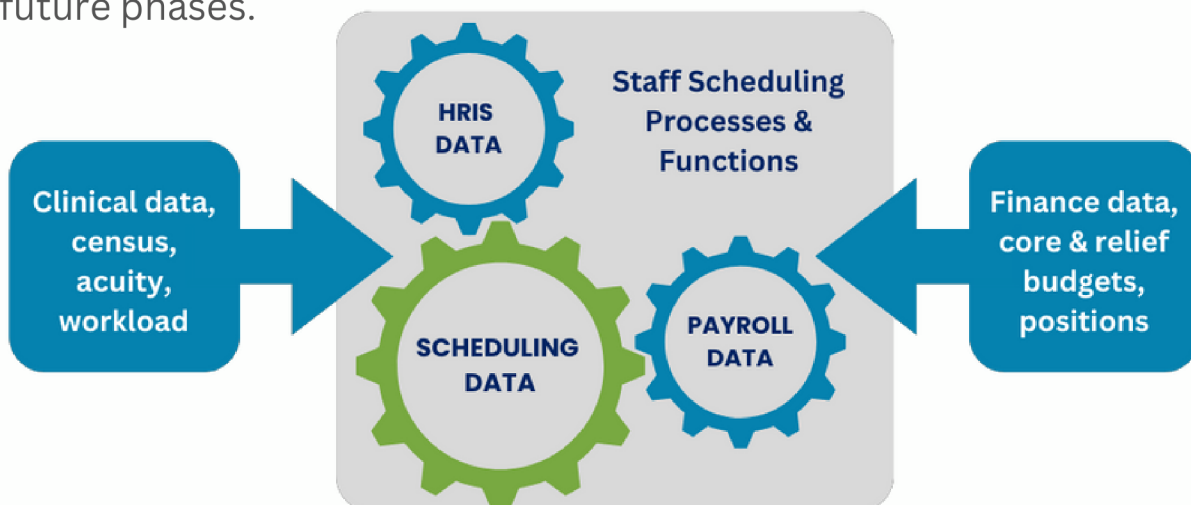 future phases.
HRIS
DATA
Staff Scheduling
Processes &
Functions
Clinical data,
census,
acuity,
workload
SCHEDULING
DATA
PAYROLL
DATA
Finance data,
core & relief
budgets,
positions